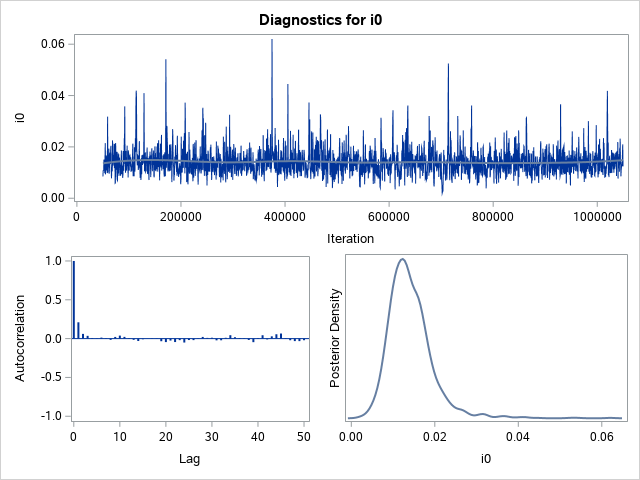 Diagnostics for i0
0.06
0.04
0.02
0.00
i0
0 200000 400000 600000 800000 1000000
Iteration
1.0
0.5
0.0
-0.5
-1.0
Autocorrelation
0 10 20 30 40 50
Lag
Posterior Density
0.00 0.02 0.04 0.06
i0